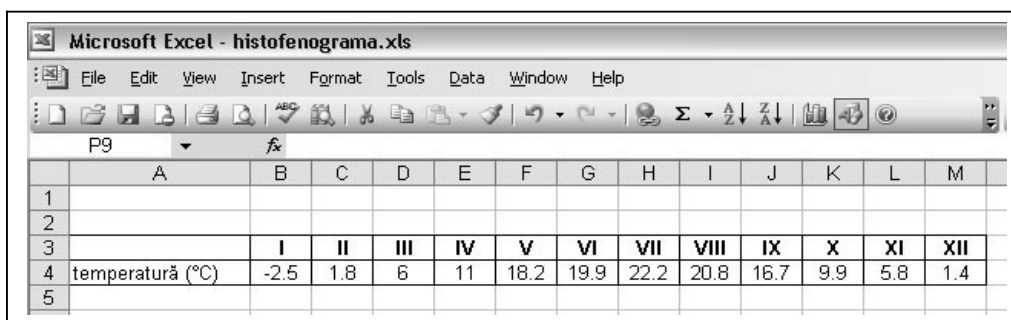 Microsoft Excel - histofenograma.xls
File Edit View Insert Format Tools Data Window Help
ABC Σ A Z Z A
P9 fx
A B C D E F G H I J K L M
1
2
3 I II III IV V VI VII VIII IX X XI XII
4 temperatură (°C) -2.5 1.8 6 11 18.2 19.9 22.2 20.8 16.7 9.9 5.8 1.4
5